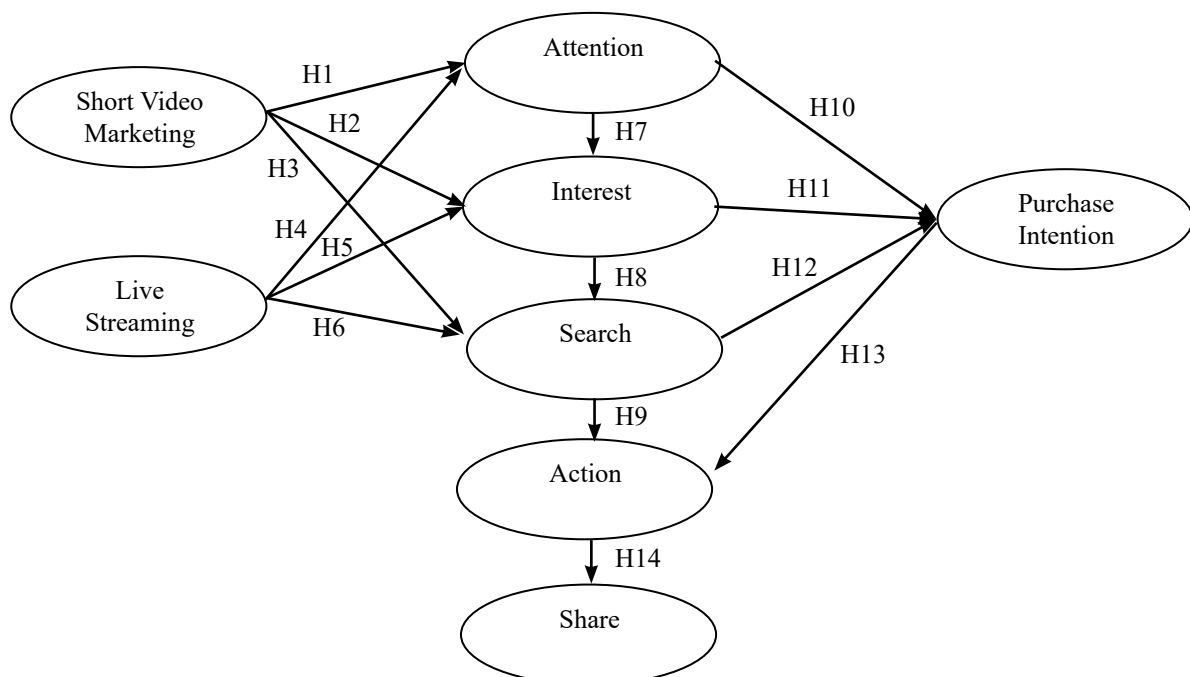 Attention
H1
Short Video
Marketing
H10
H2
H7
H3
Interest
H11
Purchase
Intention
H4
H5
H12
H8
Live
Streaming
H6
Search
H13
H9
Action
H14
Share